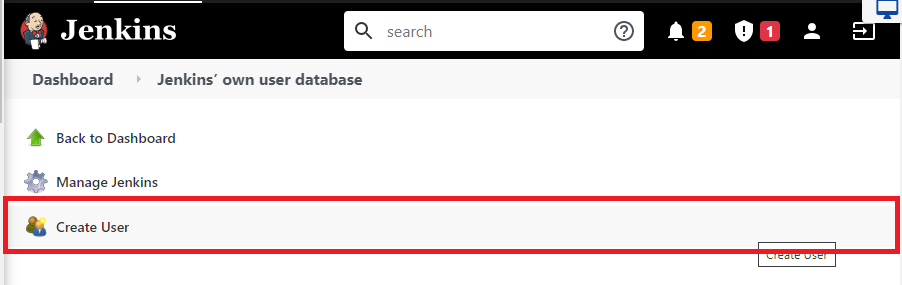 Jenkins search 2 1
Dashboard Jenkins’ own user database
Back to Dashboard
Manage Jenkins
Create User
Create User